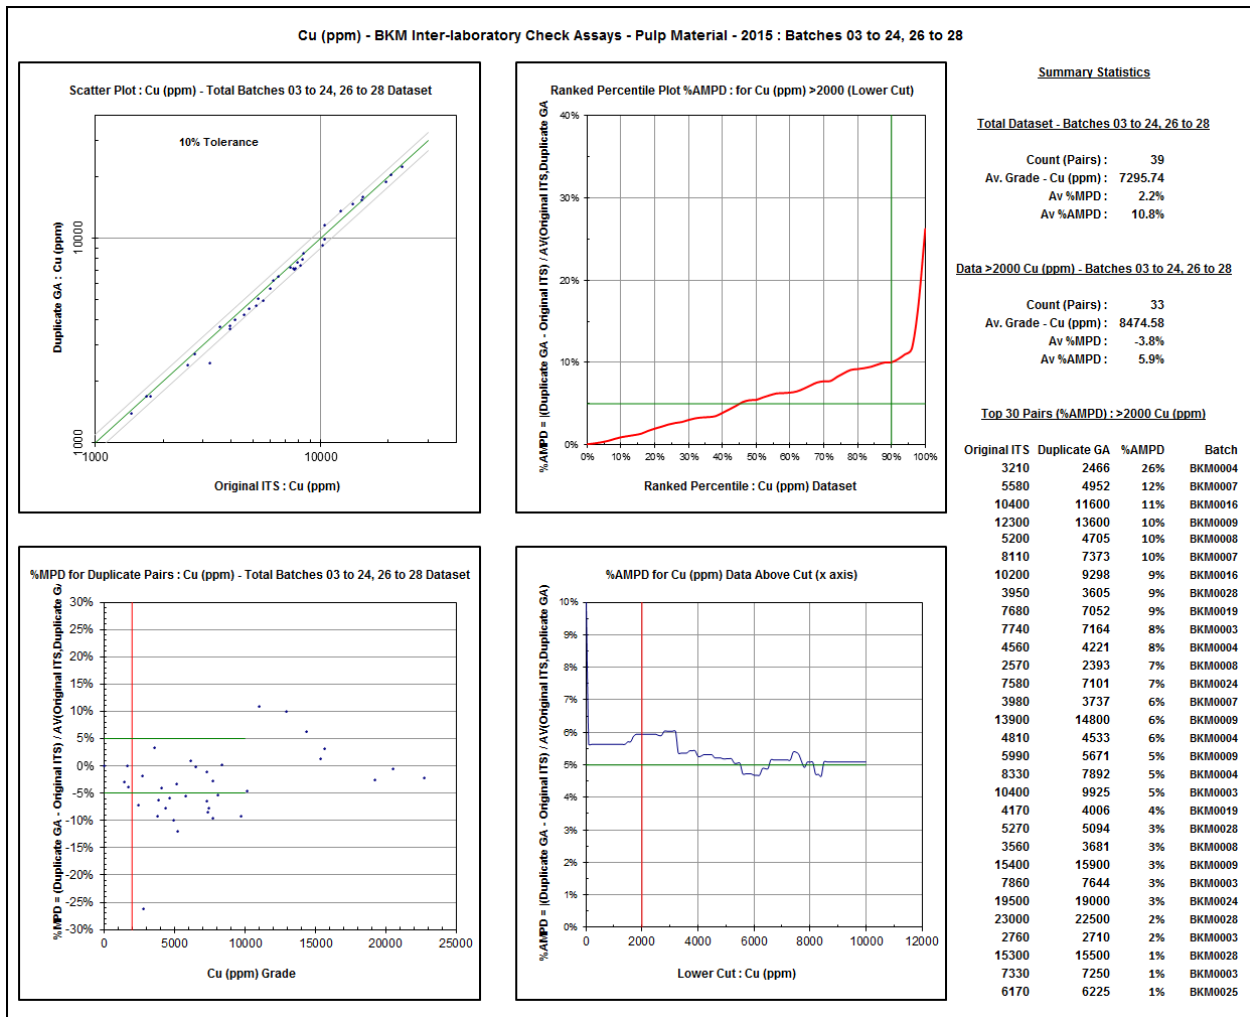 Cu (ppm) - BKM Inter-laboratory Check Assays - Pulp Material - 2015 : Batches 03 to 24, 26 to 28
Scatter Plot : Cu (ppm) - Total Batches 03 to 24, 26 to 28 Dataset
10% Tolerance
Duplicate GA : Cu (ppm)
10000
1000
1000
10000
Original ITS : Cu (ppm)
Ranked Percentile Plot %AMPD : for Cu (ppm) >2000 (Lower Cut)
%AMPD = |(Duplicate GA - Original ITS) / AV(Original ITS,Duplicate GA
40%
30%
20%
10%
0%
0% 10% 20% 30% 40% 50% 60% 70% 80% 90% 100%
Ranked Percentile : Cu (ppm) Dataset
%MPD for Duplicate Pairs : Cu (ppm) - Total Batches 03 to 24, 26 to 28 Dataset
%MPD = (Duplicate GA - Original ITS) / AV(Original ITS,Duplicate GA
30%
25%
20%
15%
10%
5%
0%
-5%
-10%
-15%
-20%
-25%
-30%
0 5000 10000 15000 20000 25000
Cu (ppm) Grade
%AMPD for Cu (ppm) Data Above Cut (x axis)
%AMPD = |(Duplicate GA - Original ITS) / AV(Original ITS,Duplicate GA)
10%
9%
8%
7%
6%
5%
4%
3%
2%
1%
0%
0 2000 4000 6000 8000 10000 12000
Lower Cut : Cu (ppm)
Summary Statistics
Total Dataset - Batches 03 to 24, 26 to 28
Count (Pairs) : 39
Av. Grade - Cu (ppm) : 7295.74
Av %MPD : 2.2%
Av %AMPD : 10.8%
Data >2000 Cu (ppm) - Batches 03 to 24, 26 to 28
Count (Pairs) : 33
Av. Grade - Cu (ppm) : 8474.58
Av %MPD : -3.8%
Av %AMPD : 5.9%
Top 30 Pairs (%AMPD) : >2000 Cu (ppm)
Original ITS Duplicate GA %AMPD Batch
3210 2466 26% BKM0004
5580 4952 12% BKM0007
10400 11600 11% BKM0016
12300 13600 10% BKM0009
5200 4705 10% BKM0008
8110 7373 10% BKM0007
10200 9298 9% BKM0016
3950 3605 9% BKM0028
7680 7052 9% BKM0019
7740 7164 8% BKM0003
4560 4221 8% BKM0004
2570 2393 7% BKM0008
7580 7101 7% BKM0024
3980 3737 6% BKM0007
13900 14800 6% BKM0009
4810 4533 6% BKM0004
5990 5671 5% BKM0009
8330 7892 5% BKM0004
10400 9925 5% BKM0003
4170 4006 4% BKM0019
5270 5094 3% BKM0028
3560 3681 3% BKM0008
15400 15900 3% BKM0009
7860 7644 3% BKM0003
19500 19000 3% BKM0024
23000 22500 2% BKM0028
2760 2710 2% BKM0003
15300 15500 1% BKM0028
7330 7250 1% BKM0003
6170 6225 1% BKM0025